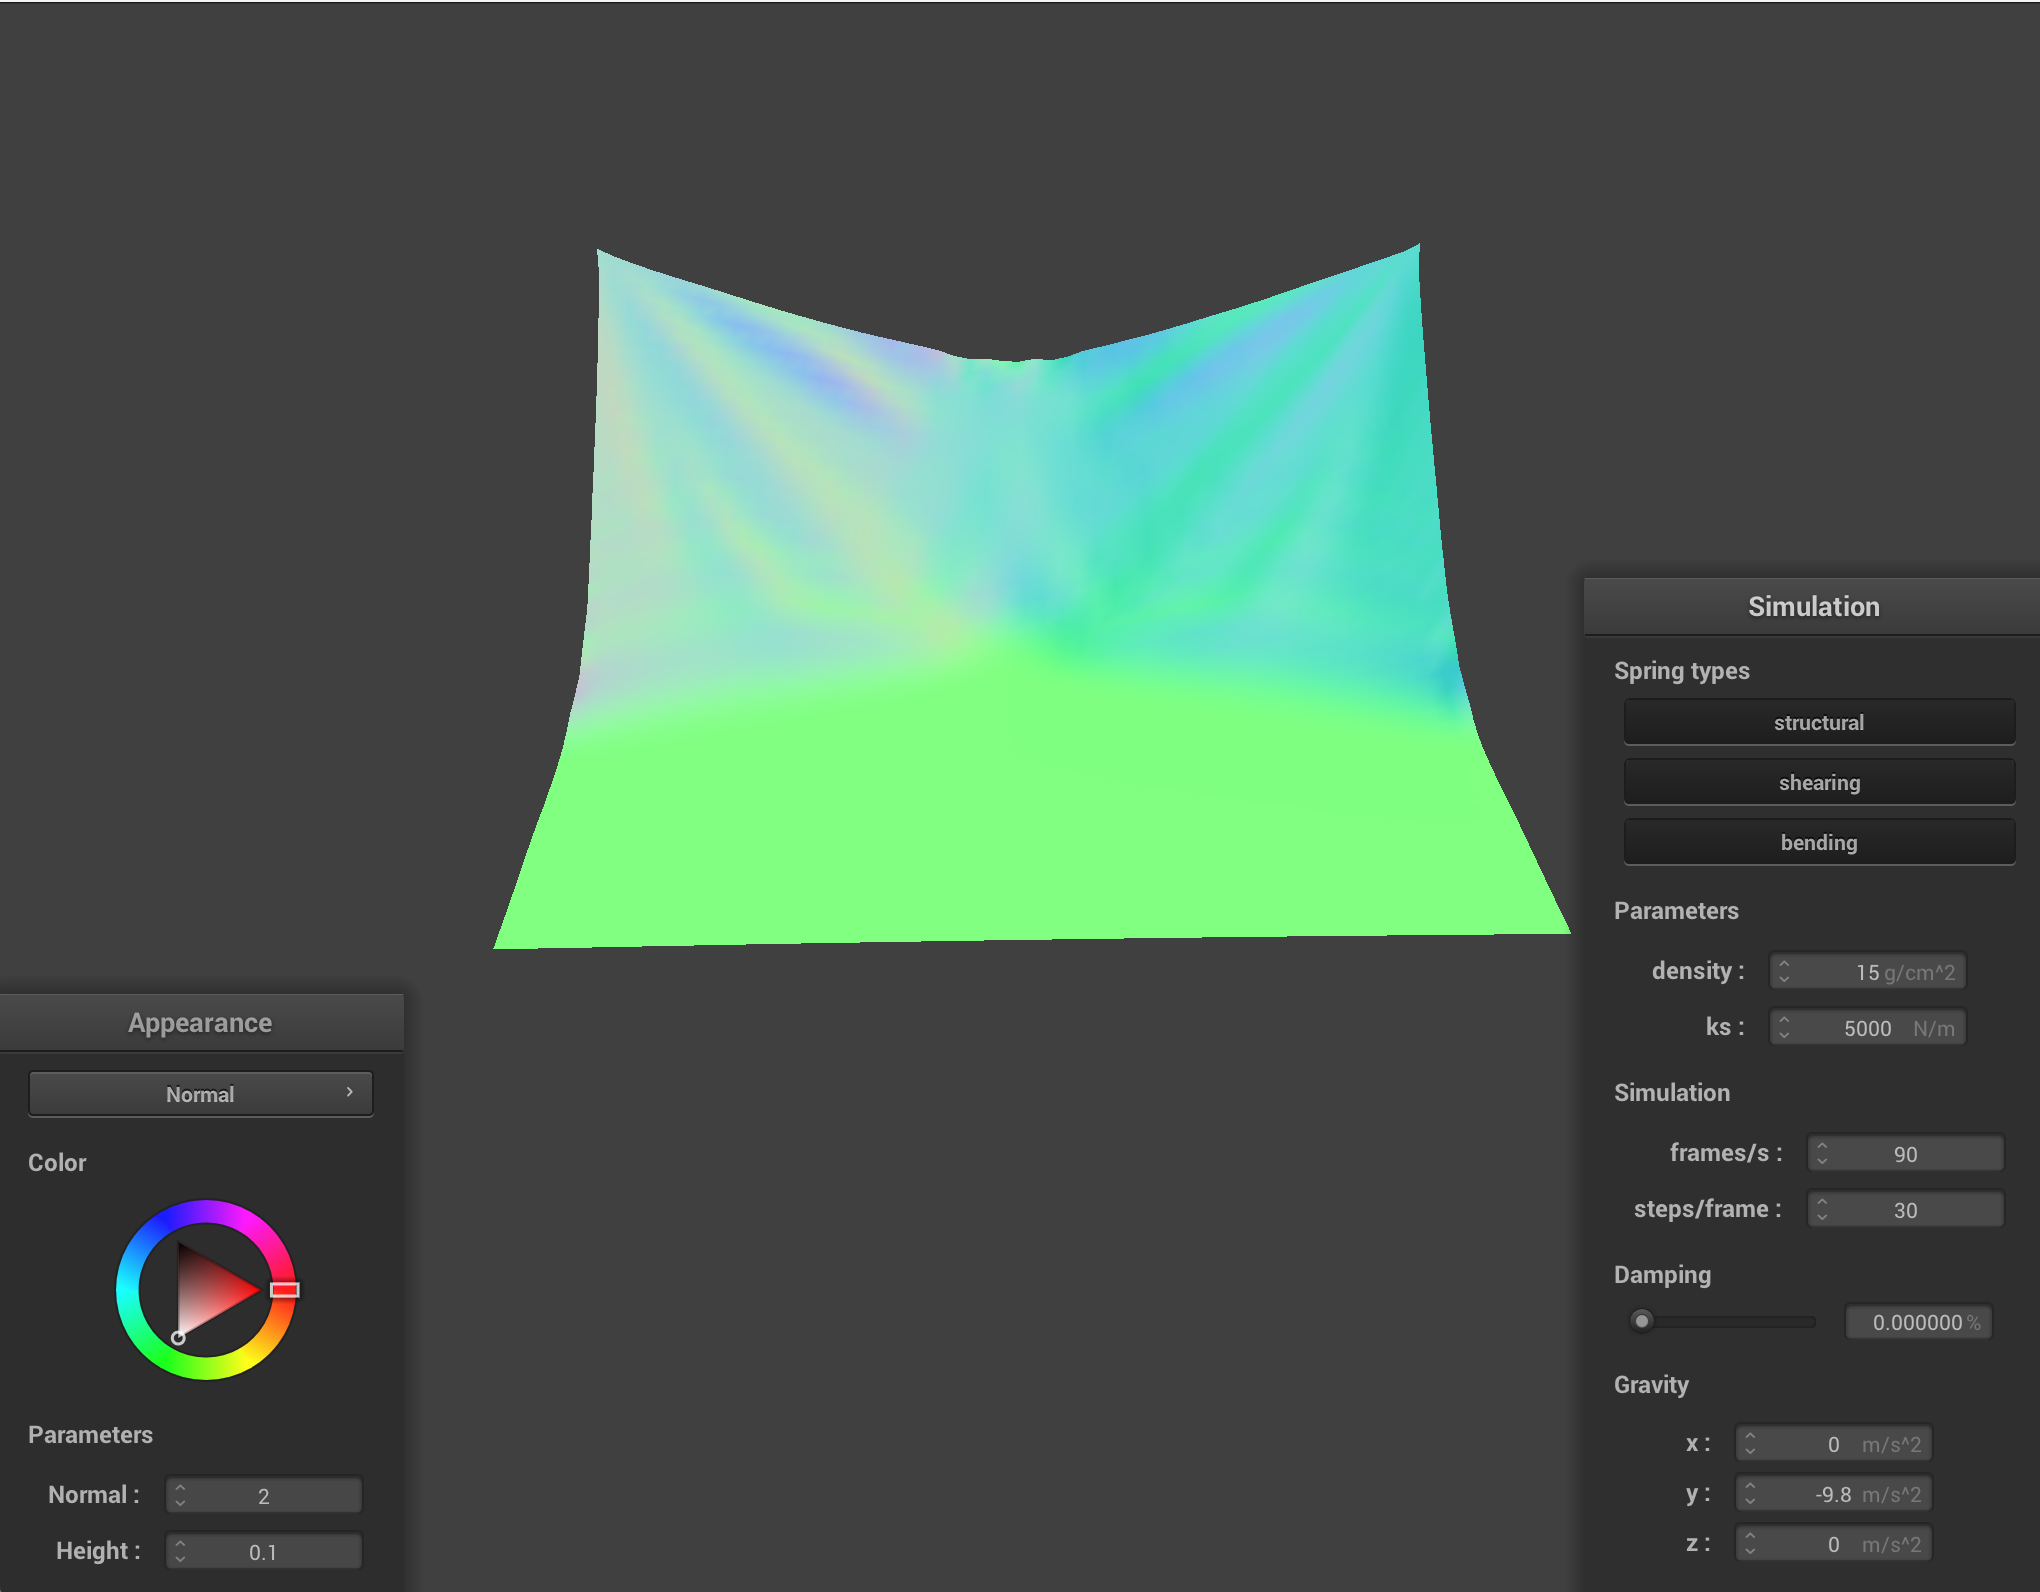 Simulation
Spring types
structural
shearing
bending
Parameters
density : 15 g/cm^2
ks : 5000 N/m
Simulation
frames/s : 90
steps/frame : 30
Damping
0.000000 %
Gravity
x : 0 m/s^2
y : -9.8 m/s^2
z : 0 m/s^2
Appearance
Normal
Color
Parameters
Normal : 2
Height : 0.1